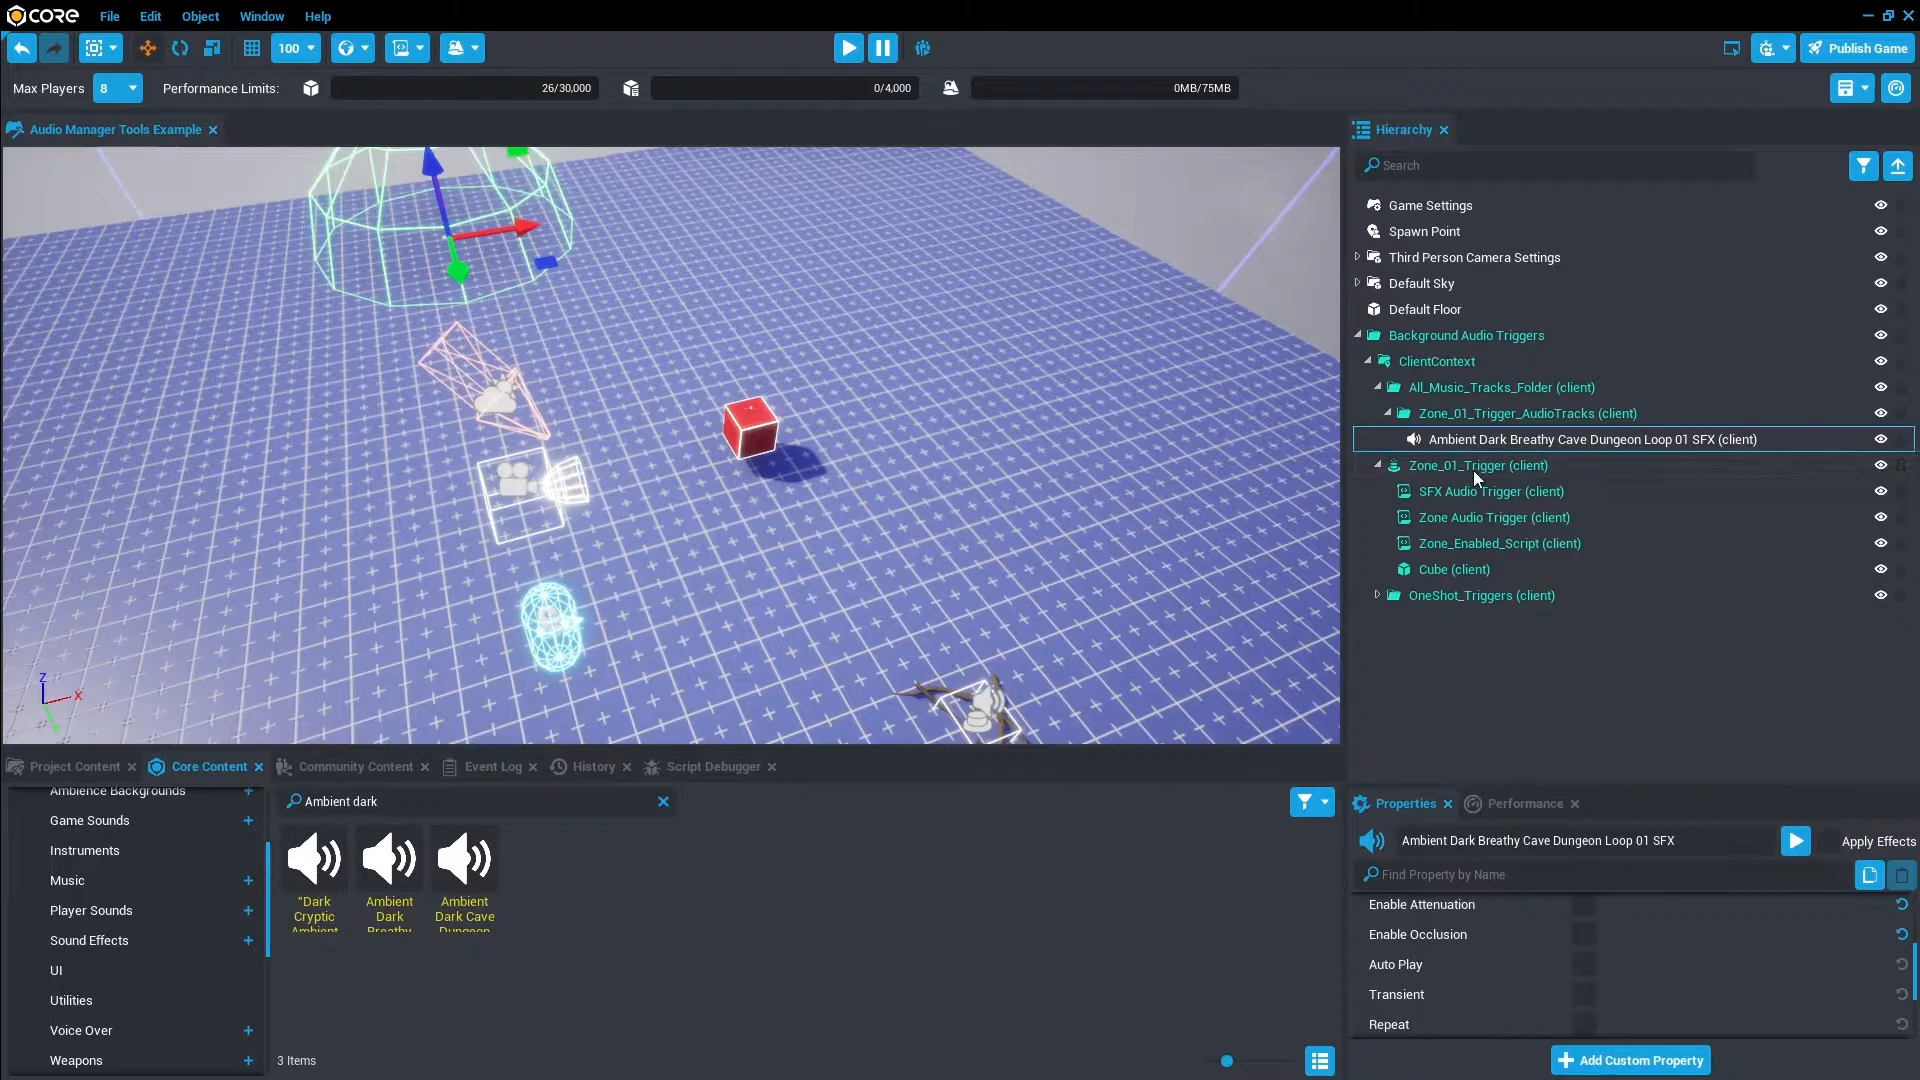 CORE File Edit Object Window Help
100 Publish Game
Max Players 8 Performance Limits: 26/30,000 0/4,000 0MB/75MB
Audio Manager Tools Example
Z
X
Hierarchy
Search
Game Settings
Spawn Point
Third Person Camera Settings
Default Sky
Default Floor
Background Audio Triggers
ClientContext
All_Music_Tracks_Folder (client)
Zone_01_Trigger_AudioTracks (client)
Ambient Dark Breathy Cave Dungeon Loop 01 SFX (client)
Zone_01_Trigger (client)
SFX Audio Trigger (client)
Zone Audio Trigger (client)
Zone_Enabled_Script (client)
Cube (client)
OneShot_Triggers (client)
Project Content Core Content Community Content Event Log History Script Debugger
Ambience Backgrounds
Game Sounds
Instruments
Music
Player Sounds
Sound Effects
UI
Utilities
Voice Over
Weapons
Ambient dark
"Dark
Cryptic
Ambient
Ambient
Dark
Breathy
Ambient
Dark Cave
Dungeon
3 Items
Properties Performance
Ambient Dark Breathy Cave Dungeon Loop 01 SFX Apply Effects
Find Property by Name
Enable Attenuation
Enable Occlusion
Auto Play
Transient
Repeat
Add Custom Property